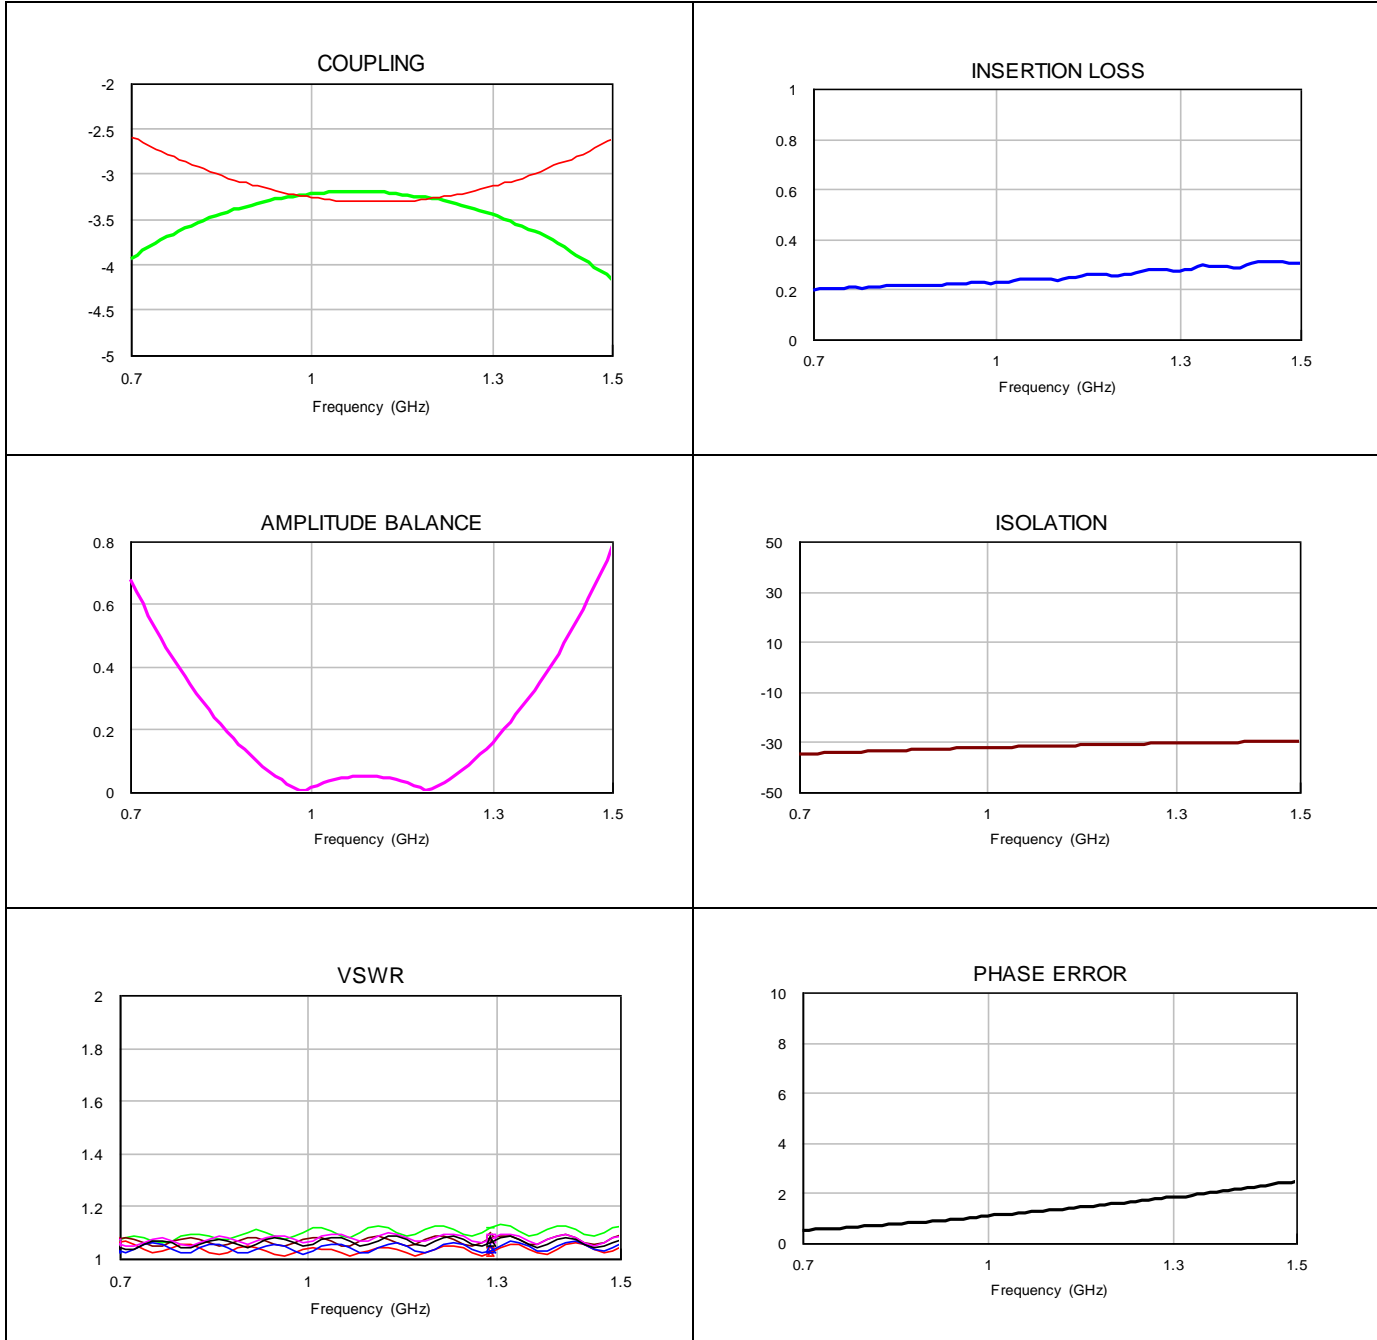 COUPLING
-2
-2.5
-3
-3.5
-4
-4.5
-5
0.7 1 1.3 1.5
Frequency (GHz)
INSERTION LOSS
1
0.8
0.6
0.4
0.2
0
0.7 1 1.3 1.5
Frequency (GHz)
AMPLITUDE BALANCE
0.8
0.6
0.4
0.2
0
0.7 1 1.3 1.5
Frequency (GHz)
ISOLATION
50
30
10
-10
-30
-50
0.7 1 1.3 1.5
Frequency (GHz)
VSWR
2
1.8
1.6
1.4
1.2
1
0.7 1 1.3 1.5
Frequency (GHz)
PHASE ERROR
10
8
6
4
2
0
0.7 1 1.3 1.5
Frequency (GHz)